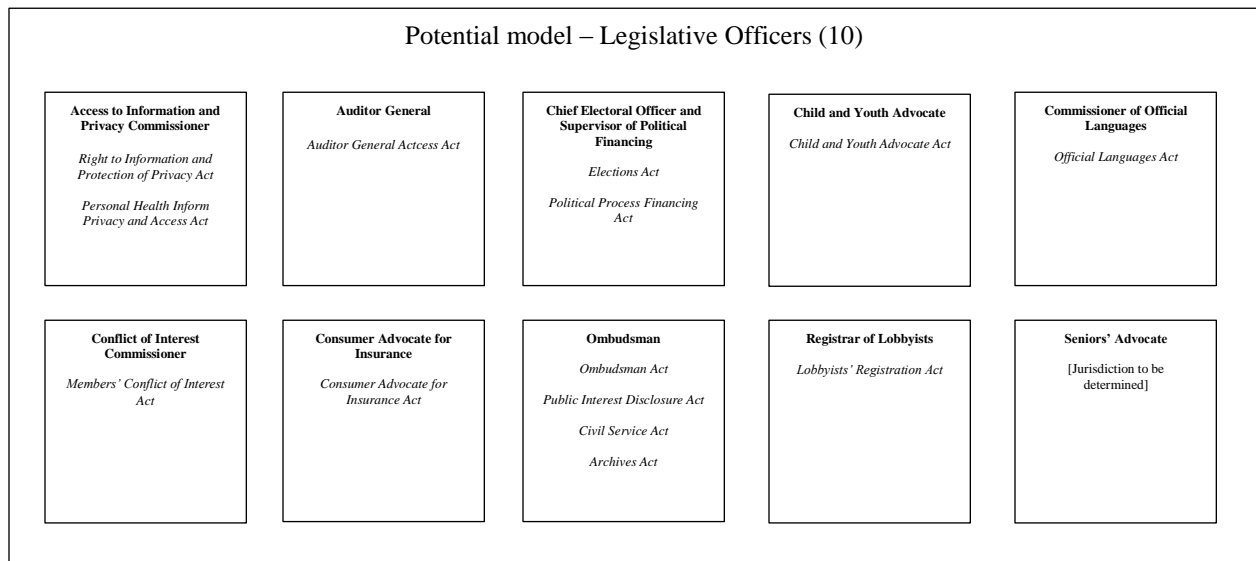 Potential model – Legislative Officers (10)
Access to Information and
Privacy Commissioner
Right to Information and
Protection of Privacy Act
Personal Health Inform
Privacy and Access Act
Auditor General
Auditor General Actcess Act
Chief Electoral Officer and
Supervisor of Political
Financing
Elections Act
Political Process Financing
Act
Child and Youth Advocate
Child and Youth Advocate Act
Commissioner of Official
Languages
Official Languages Act
Conflict of Interest
Commissioner
Members’ Conflict of Interest
Act
Consumer Advocate for
Insurance
Consumer Advocate for
Insurance Act
Ombudsman
Ombudsman Act
Public Interest Disclosure Act
Civil Service Act
Archives Act
Registrar of Lobbyists
Lobbyists’ Registration Act
Seniors’ Advocate
[Jurisdiction to be
determined]